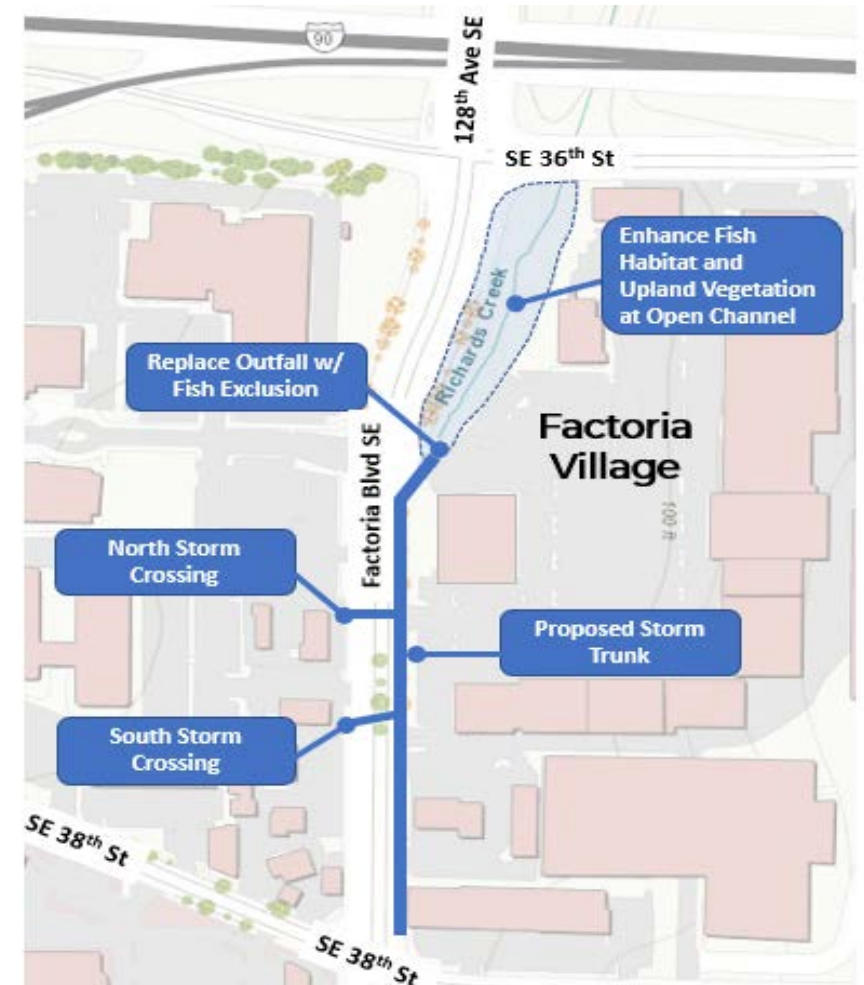 90
128th Ave SE
SE 36th St
Enhance Fish
Habitat and
Upland Vegetation
at Open Channel
Richards Creek
Replace Outfall w/
Fish Exclusion
Factoria
Village
100 ft
Factoria Blvd SE
North Storm
Crossing
Proposed Storm
Trunk
South Storm
Crossing
SE 38th St
SE 38th St